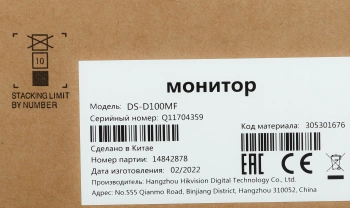 10
STACKING LIMIT
BY NUMBER
монитор
Модель: DS-D100MF
Серийный номер: Q11704359
Код материала: 305301676
Сделано в Китае
Номер партии: 14842878
Дата изготовления: 02/2022
EAC CE
Производитель: Hangzhou Hikvision Digital Technology Co., Ltd.
Адрес: No.555 Qianmo Road, Binjiang District, Hangzhou 310052, China